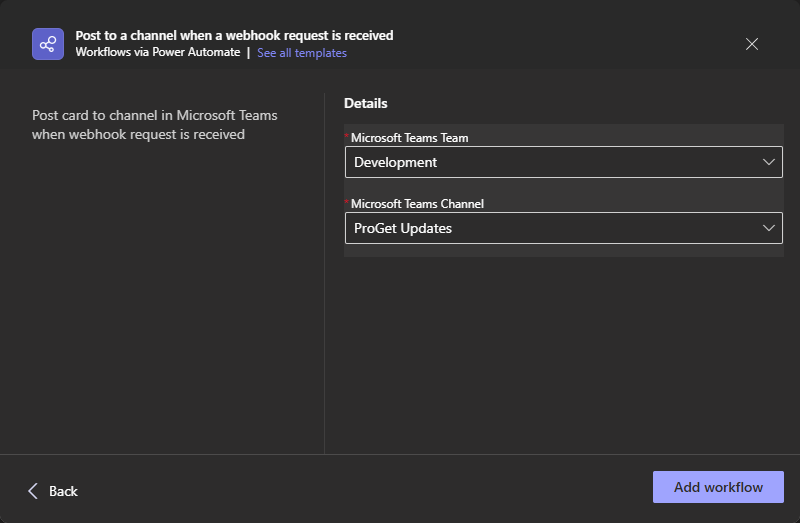 Post to a channel when a webhook request is received
Workflows via Power Automate | See all templates
Post card to channel in Microsoft Teams
when webhook request is received
Details
* Microsoft Teams Team
Development
* Microsoft Teams Channel
ProGet Updates
Back
Add workflow